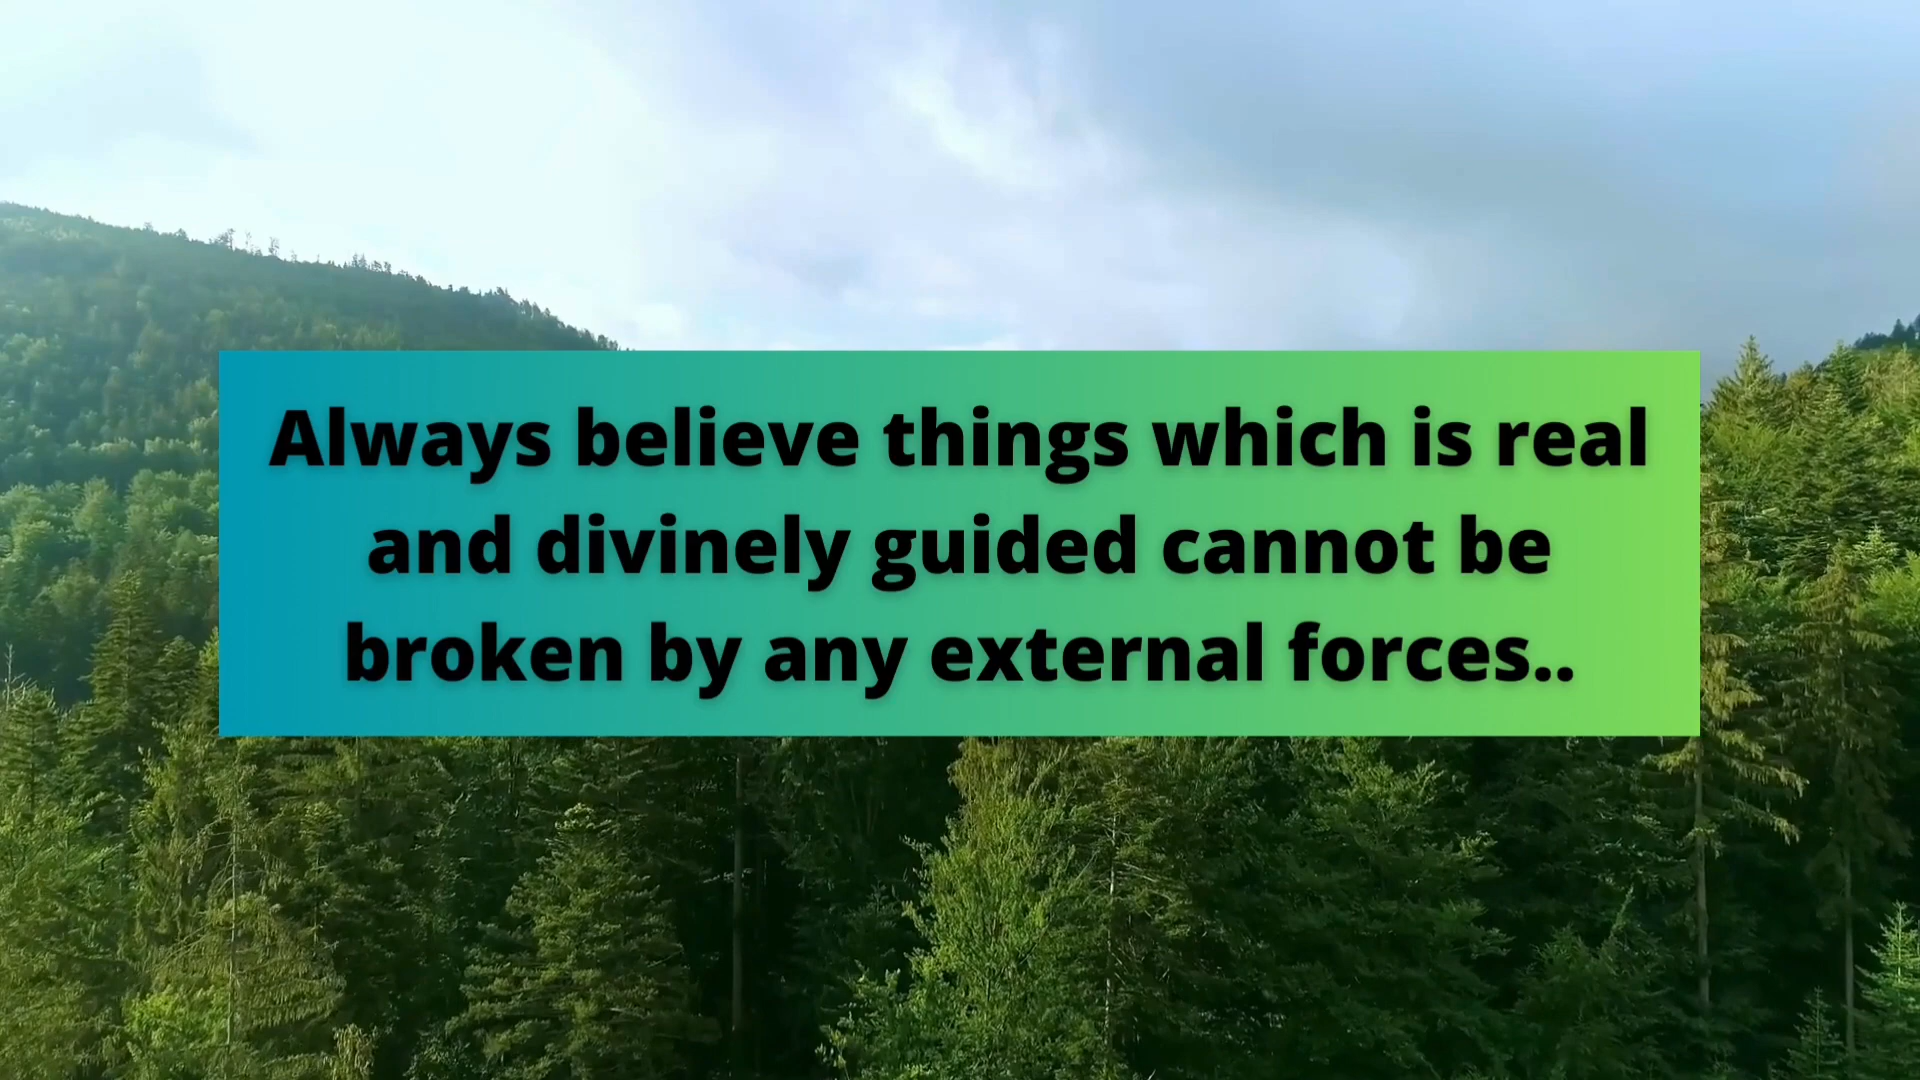 Always believe things which is real
and divinely guided cannot be
broken by any external forces..